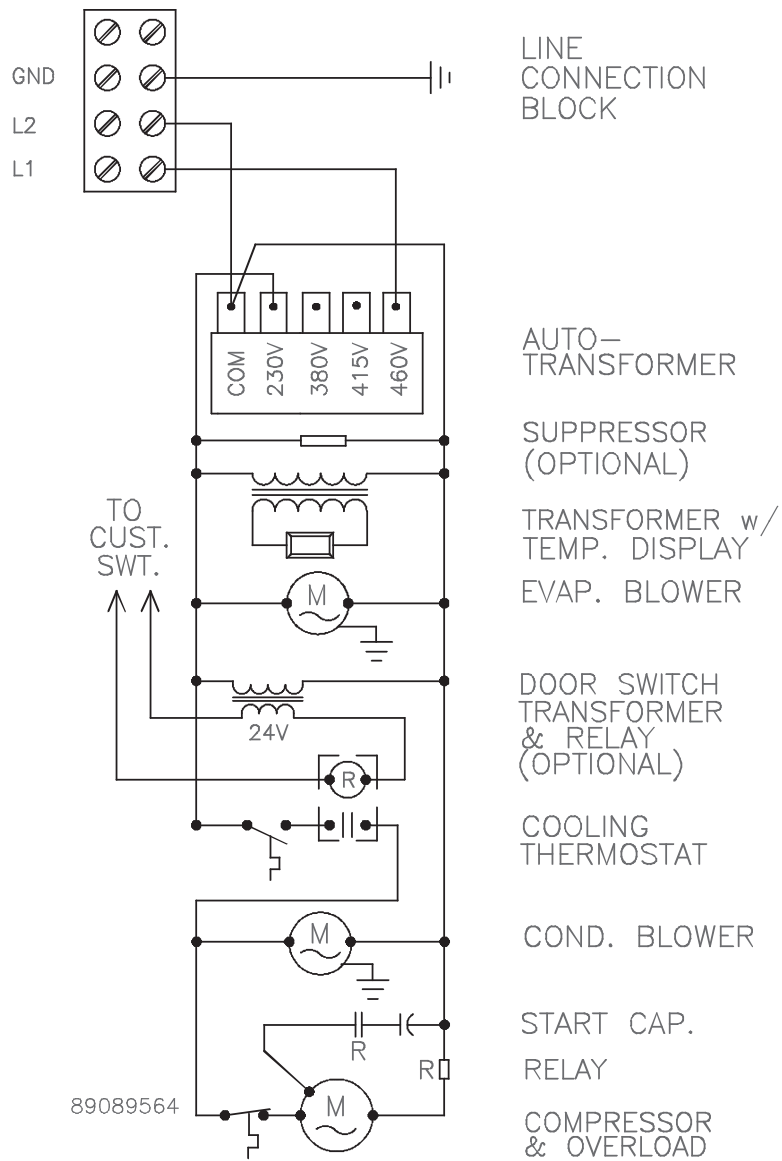 LINE
CONNECTION
BLOCK
GND
L2
L1
COM
230V
380V
415V
460V
AUTO-
TRANSFORMER
SUPPRESSOR
(OPTIONAL)
TRANSFORMER w/
TEMP. DISPLAY
TO
CUST.
SWT.
M
EVAP. BLOWER
24V
R
DOOR SWITCH
TRANSFORMER
& RELAY
(OPTIONAL)
COOLING
THERMOSTAT
M
COND. BLOWER
R
START CAP.
R
RELAY
89089564
M
COMPRESSOR
& OVERLOAD